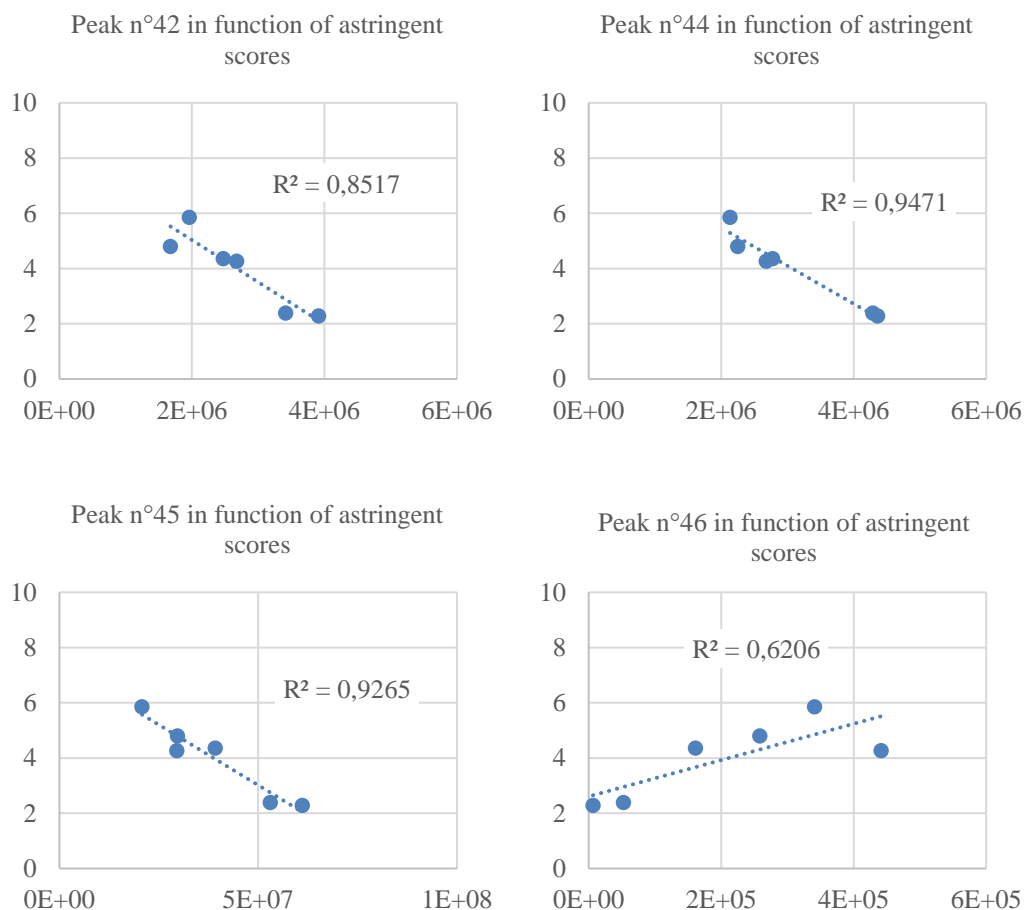 Peak n°42 in function of astringent
scores
10
8
6
4
2
0
0E+00 2E+06 4E+06 6E+06
R² = 0,8517
Peak n°44 in function of astringent
scores
10
8
6
4
2
0
0E+00 2E+06 4E+06 6E+06
R² = 0,9471
Peak n°45 in function of astringent
scores
10
8
6
4
2
0
0E+00 5E+07 1E+08
R² = 0,9265
Peak n°46 in function of astringent
scores
10
8
6
4
2
0
0E+00 2E+05 4E+05 6E+05
R² = 0,6206